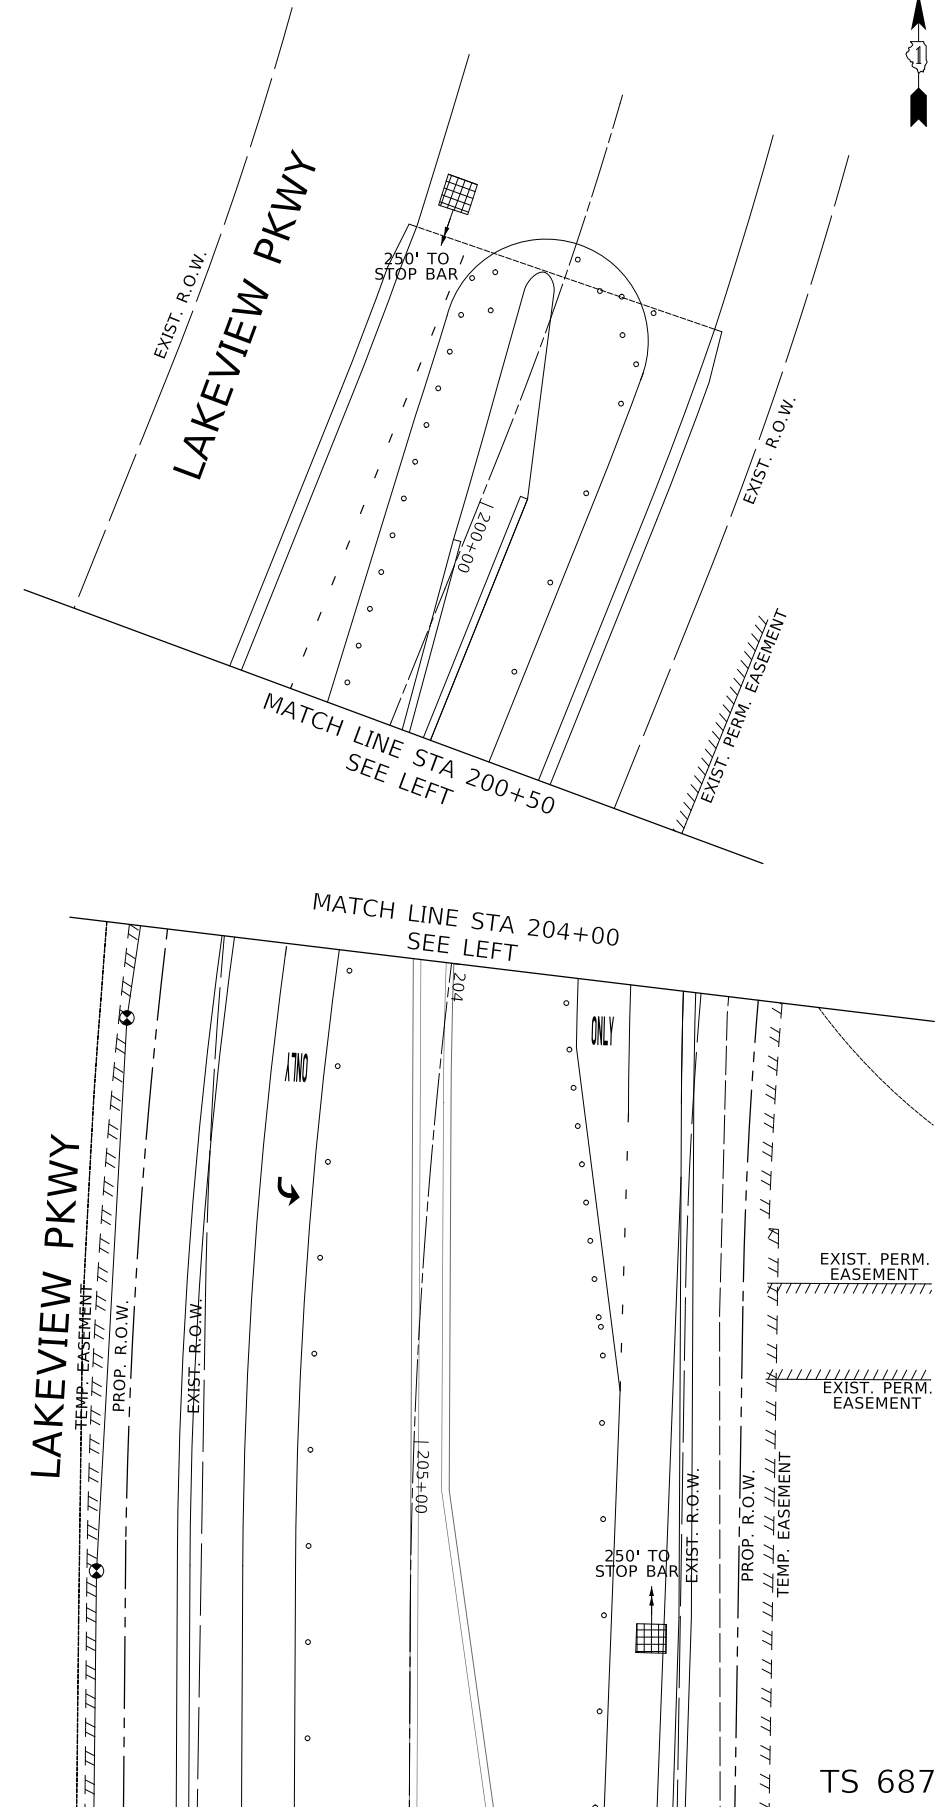 1
LAKEVIEW PKWY
EXIST. R.O.W.
250' TO
STOP BAR
EXIST. R.O.W.
200+00
EXIST. PERM. EASEMENT
MATCH LINE STA 200+50
SEE LEFT
MATCH LINE STA 204+00
SEE LEFT
204
ONLY
ONLY
LAKEVIEW PKWY
TEMP. EASEMENT
PROP. R.O.W.
EXIST. R.O.W.
EXIST. PERM.
EASEMENT
EXIST. PERM.
EASEMENT
205+00
250' TO
STOP BAR
EXIST. R.O.W.
PROP. R.O.W.
TEMP. EASEMENT
TS 687